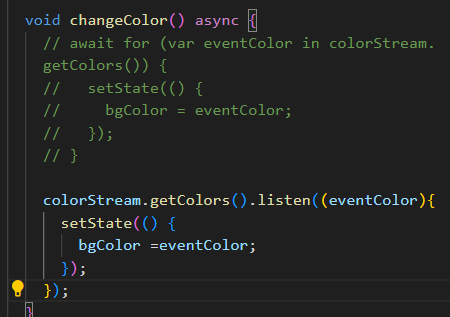 void changeColor() async {
// await for (var eventColor in colorStream.
getColors()) {
//   setState(() {
//     bgColor = eventColor;
//   });
// }
colorStream.getColors().listen((eventColor){
setState(() {
bgColor =eventColor;
});
});
}